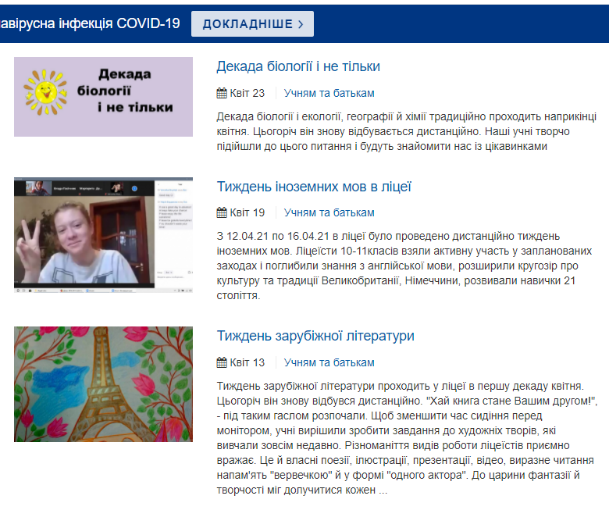 авірусна інфекція COVID-19 ДОКЛАДНІШЕ
Декада
біології
і не тільки
Декада біології і не тільки
Квіт 23 Учням та батькам
Декада біології і екології, географії й хімії традиційно проходить наприкінці
квітня. Цьогоріч він знову відбувається дистанційно. Наші учні творчо
підійшли до цього питання і будуть знайомити нас із цікавинками
Тиждень іноземних мов в ліцеї
Квіт 19 Учням та батькам
З 12.04.21 по 16.04.21 в ліцеї було проведено дистанційно тиждень
іноземних мов. Ліцеїсти 10-11класів взяли активну участь у запланованих
заходах і поглибили знання з англійської мови, розширили кругозір про
культуру та традиції Великобританії, Німеччини, розвивали навички 21
століття.
Тиждень зарубіжної літератури
Квіт 13 Учням та батькам
Тиждень зарубіжної літератури проходить у ліцеї в першу декаду квітня.
Цьогоріч він знову відбувся дистанційно. "Хай книга стане Вашим другом!",
- під таким гаслом розпочали. Щоб зменшити час сидіння перед
монітором, учні вирішили зробити завдання до художніх творів, які
вивчали зовсім недавно. Різноманіття видів роботи ліцеїстів приємно
вражає. Це й власні поезії, ілюстрації, презентації, відео, виразне читання
напам'ять "вервечкою" й у формі "одного актора". До царини фантазії й
творчості міг долучитися кожен ...